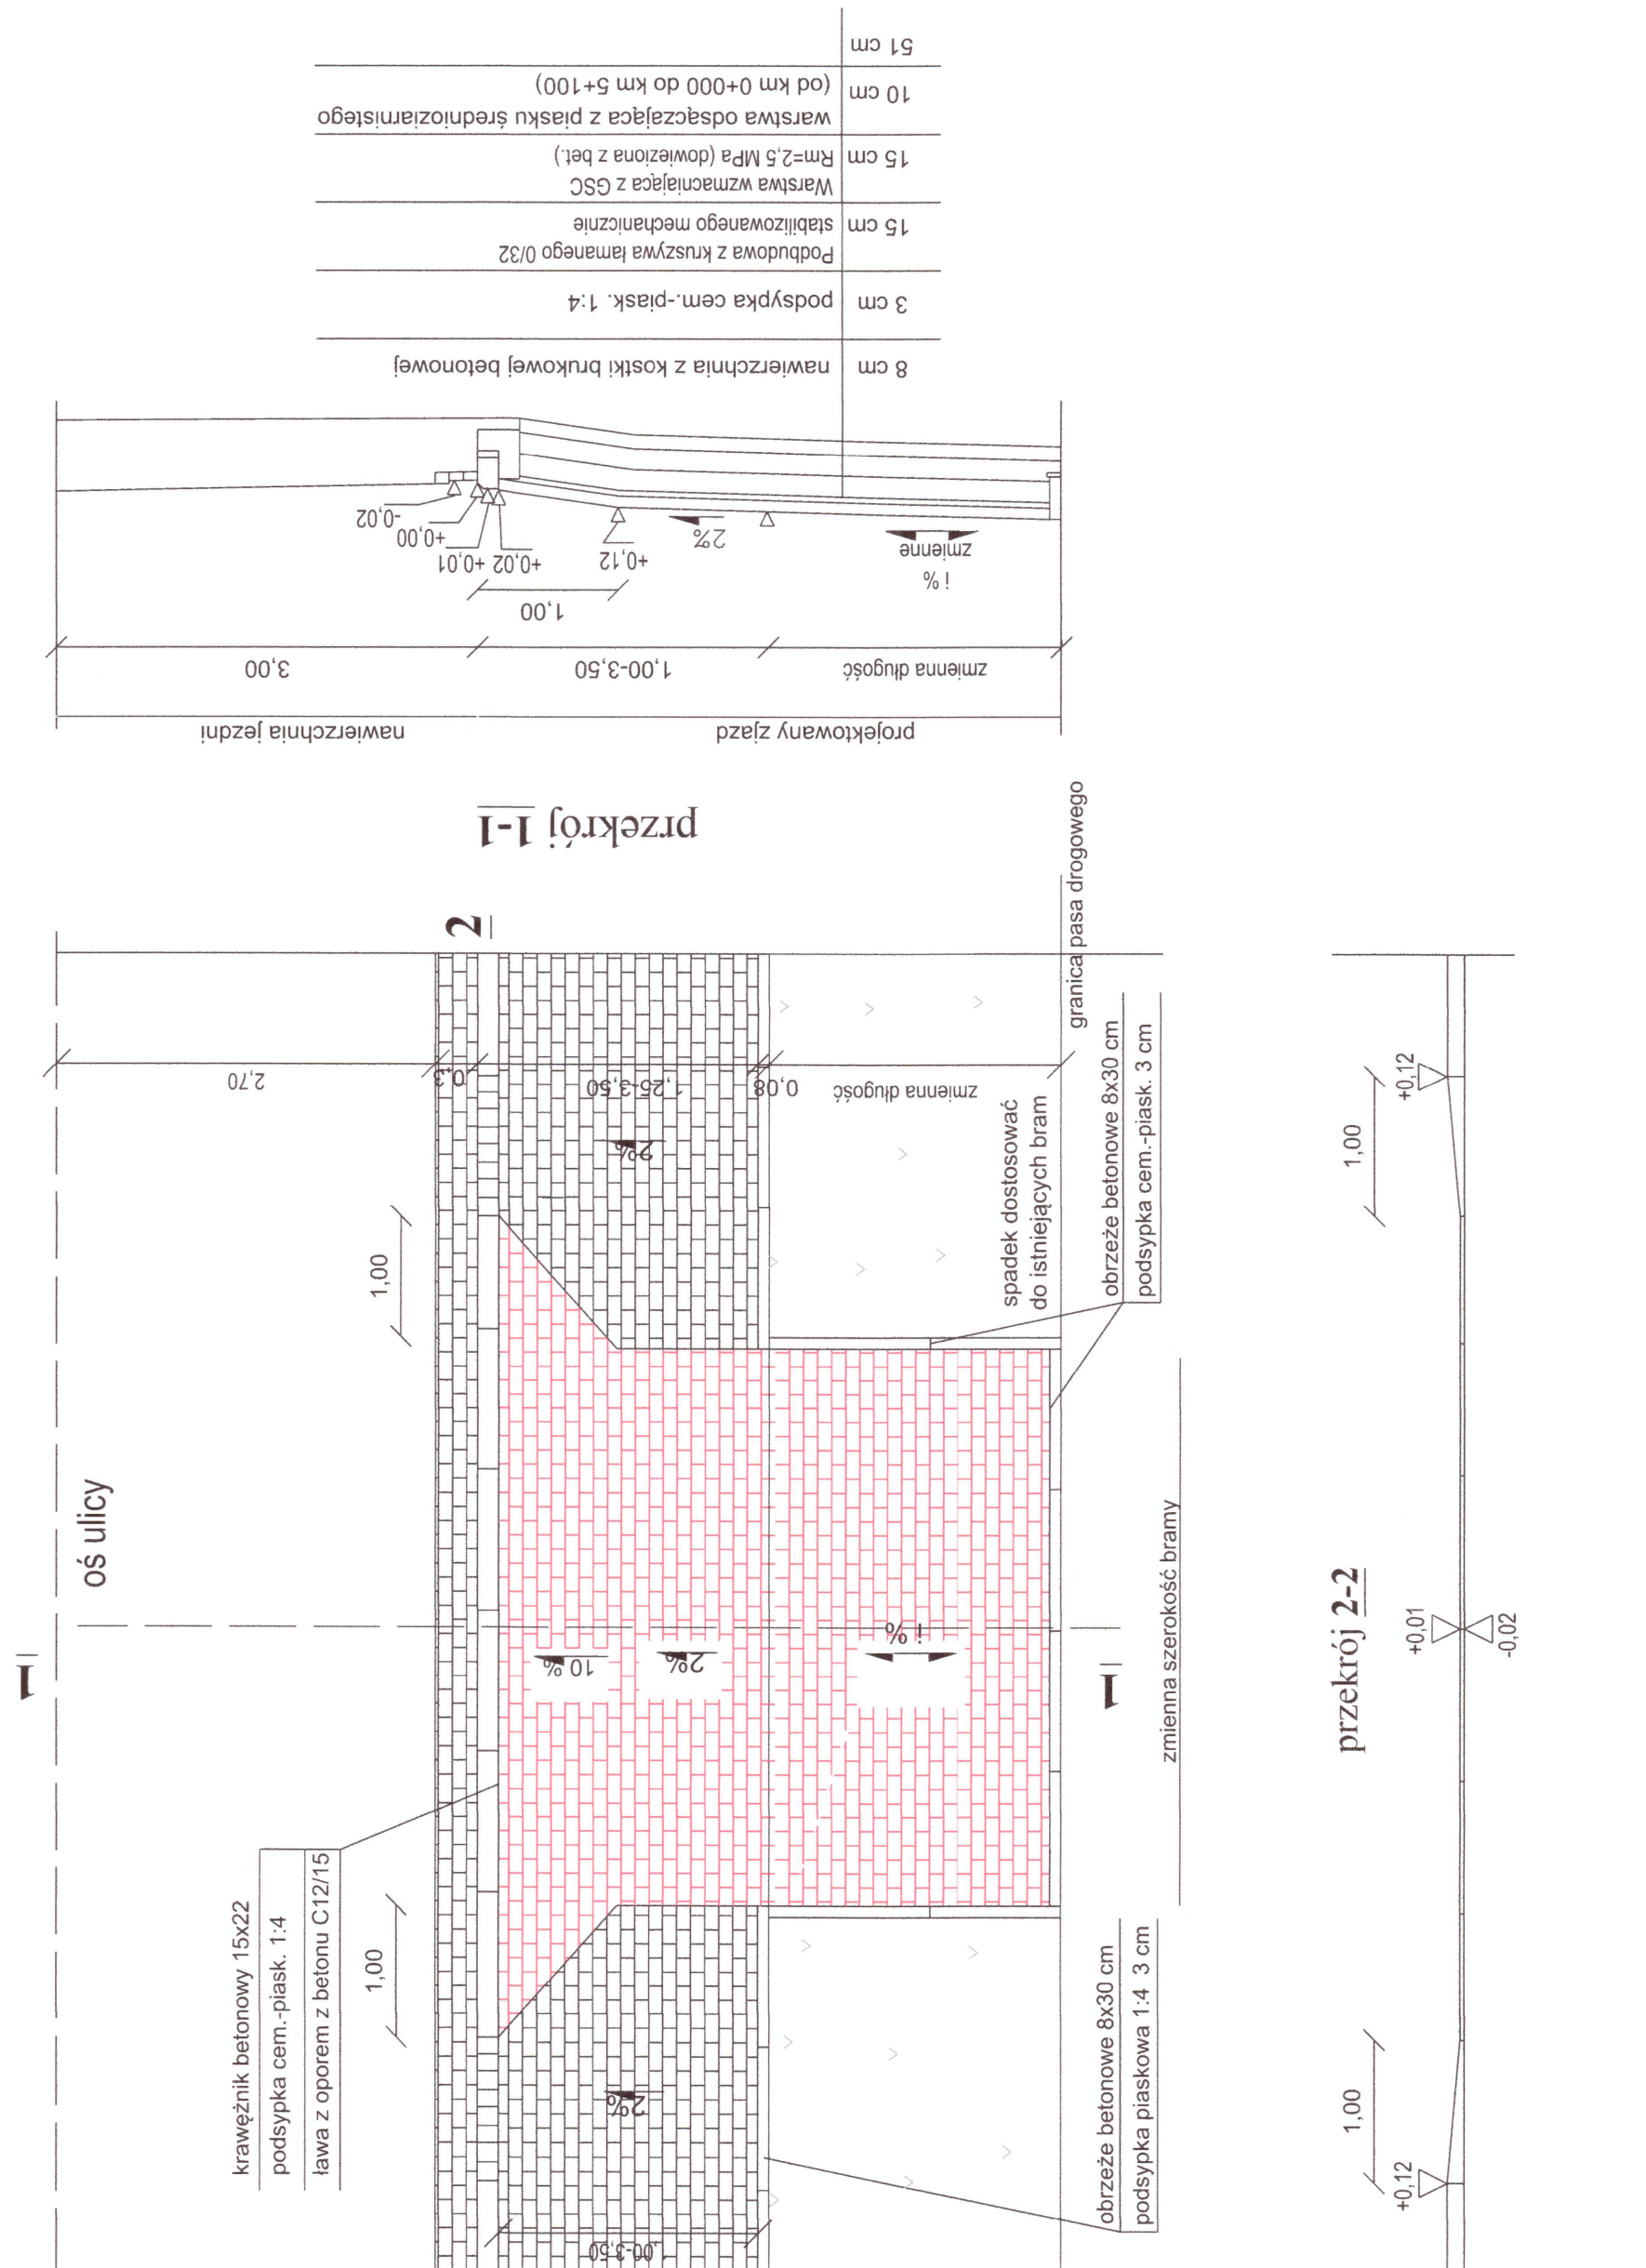 8 cm nawierzchnia z kostki brukowej betonowej
3 cm podsypka cem.-piask. 1:4
Podbudowa z kruszywa łamanego 0/32
15 cm stabilizowanego mechanicznie
Warstwa wzmacniająca z GSC
15 cm Rm=2,5 MPa (dowieziona z bet.)
warstwa odsączająca z piasku średnioziarnistego
10 cm (od km 0+000 do km 5+100)
51 cm
-0,02
+0,00
+0,01
+0,02
+0,12
2%
zmienne
i %
1,00
3,00
1,00-3,50
zmienna długość
nawierzchnia jezdni
projektowany zjazd
przekrój 1-1
2
granica pasa drogowego
2,70
0,3
1,25-3,50
0,08
zmienna długość
2%
1,00
spadek dostosować
do istniejących bram
obrzeże betonowe 8x30 cm
podsypka cem.-piask. 3 cm
oś ulicy
1
10 %
2%
i %
1
zmienna szerokość bramy
krawężnik betonowy 15x22
podsypka cem.-piask. 1:4
ława z oporem z betonu C12/15
1,00
2%
,00-3,50
obrzeże betonowe 8x30 cm
podsypka piaskowa 1:4 3 cm
przekrój 2-2
+0,12
1,00
+0,01
-0,02
1,00
+0,12